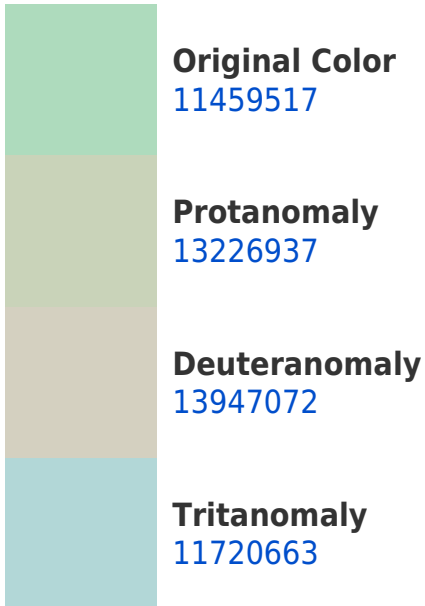 Original Color
11459517
Protanomaly
13226937
Deuteranomaly
13947072
Tritanomaly
11720663